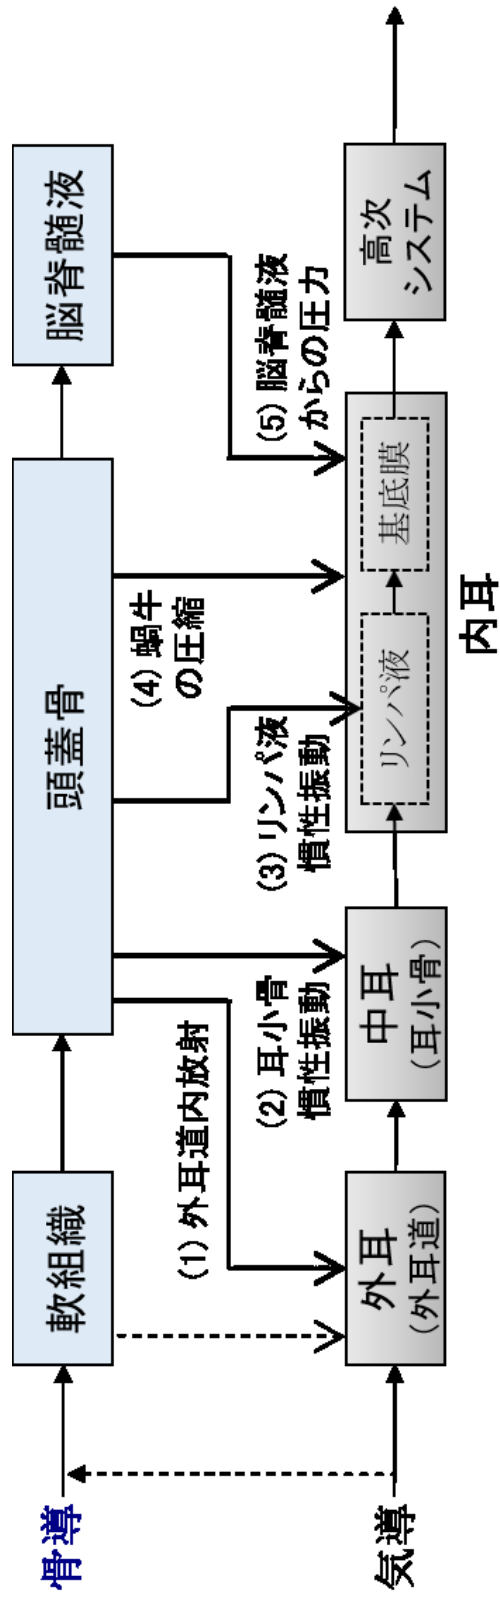 骨導
軟組織
頭蓋骨
脳脊髄液
(1) 外耳道内放射
(2) 耳小骨
慣性振動
(3) リンパ液
慣性振動
(4) 蝸牛
の圧縮
(5) 脳脊髄液
からの圧力
気導
外耳
(外耳道)
中耳
(耳小骨)
リンパ液
基底膜
内耳
高次
システム